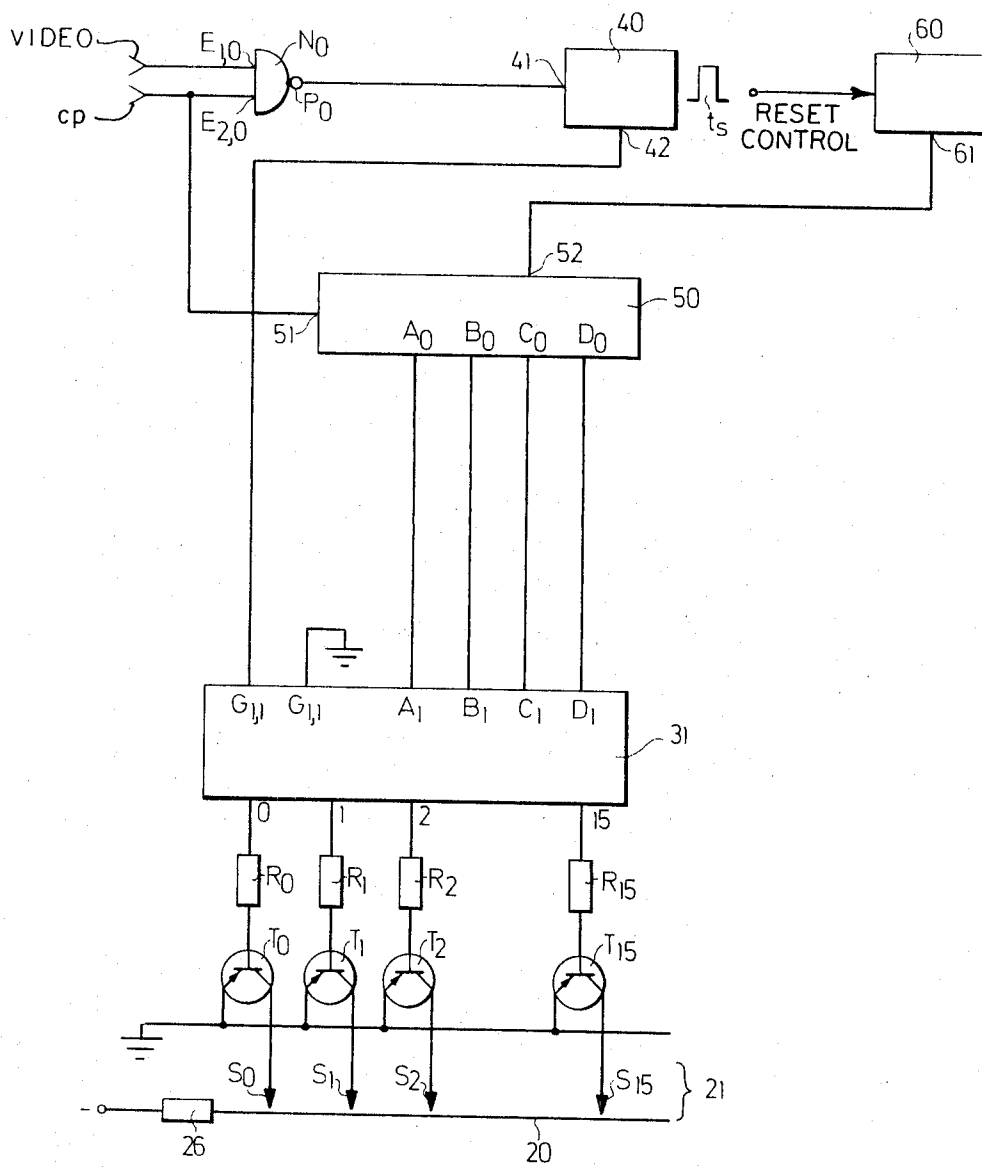 VIDEO
E1,0
N0
40
60
41
P0
cp
E2,0
ts
RESET
CONTROL
42
61
52
50
51
A0 B0 C0 D0
G1,1 G1,1 A1 B1 C1 D1
31
0 1 2 15
R0 R1 R2 R15
T0 T1 T2 T15
S0 S1 S2 S15
21
-
26
20